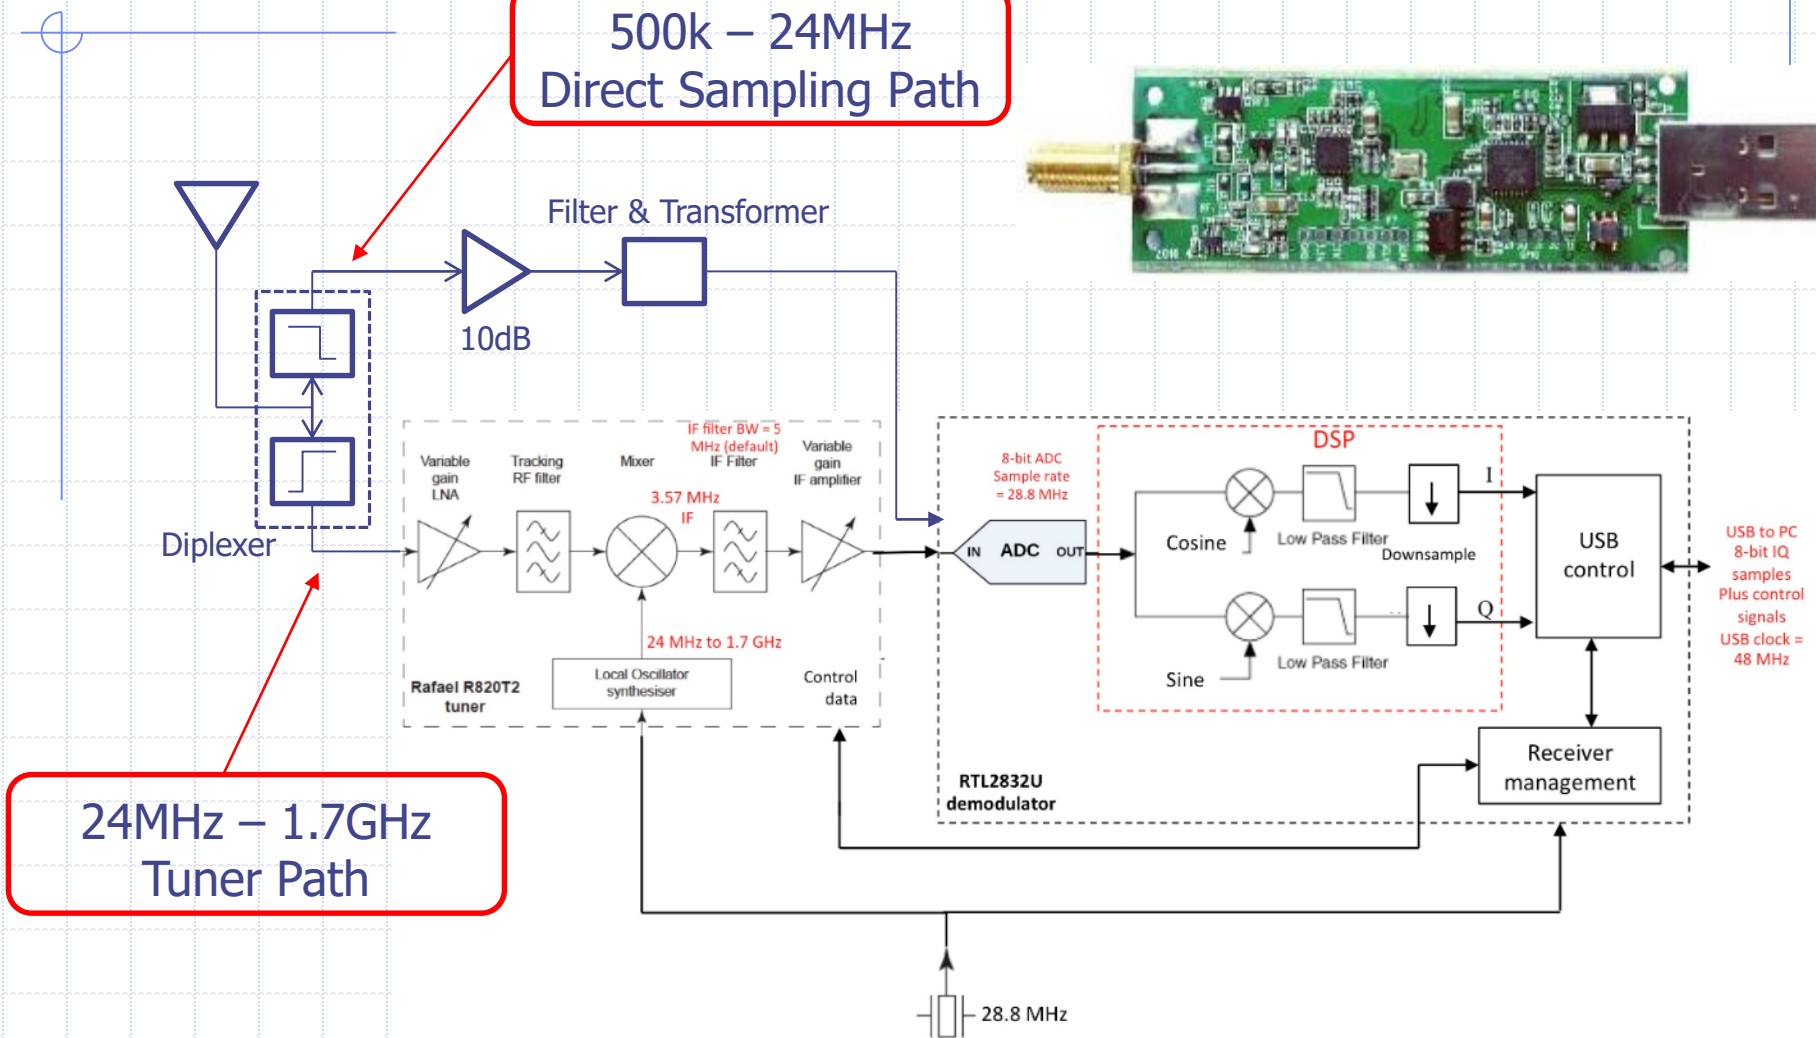 500k – 24MHz
Direct Sampling Path
Filter & Transformer
10dB
Diplexer
IF filter BW = 5
MHz (default)
Variable
gain
LNA
Tracking
RF filter
Mixer
IF Filter
Variable
gain
IF amplifier
3.57 MHz
IF
24 MHz to 1.7 GHz
Local Oscillator
synthesiser
Rafael R820T2
tuner
Control
data
8-bit ADC
Sample rate
= 28.8 MHz
IN
ADC
OUT
DSP
Cosine
Low Pass Filter
Downsample
I
Sine
Low Pass Filter
Q
USB
control
USB to PC
8-bit IQ
samples
Plus control
signals
USB clock =
48 MHz
Receiver
management
RTL2832U
demodulator
24MHz – 1.7GHz
Tuner Path
28.8 MHz